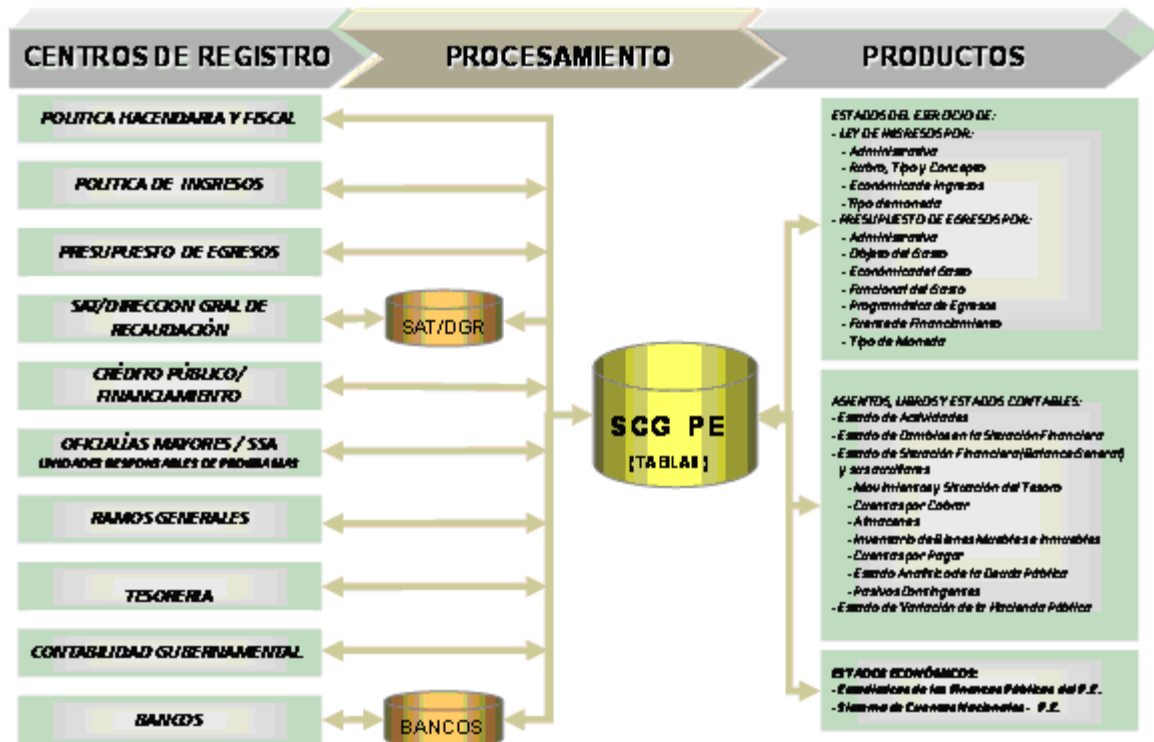 CENTROS DE REGISTRO
PROCESAMIENTO
PRODUCTOS
POLITICA HACENDARIA Y FISCAL
POLITICA DE INGRESOS
PRESUPUESTO DE EGRESOS
SAT/DIRECCION GRAL DE
RECAUDACIÓN
CRÉDITO PÚBLICO/
FINANCIAMIENTO
OFICIALÍAS MAYORES / SSA
UNIDADES RESPONSABLES DE PROGRAMAS
RAMOS GENERALES
TESORERIA
CONTABILIDAD GUBERNAMENTAL
BANCOS
SAT/DGR
BANCOS
SCG PE
(TABLAS)
ESTADOS DEL EJERCICIO DE:
- LEY DE INGRESOS POR:
- Administrativa
- Rubro, Tipo y Concepto
- Económica de Ingresos
- Tipo de moneda
- PRESUPUESTO DE EGRESOS POR:
- Administrativa
- Objeto del Gasto
- Económica del Gasto
- Funcional del Gasto
- Programática de Egresos
- Fuente de Financiamiento
- Tipo de Moneda
ASIENTOS, LIBROS Y ESTADOS CONTABLES:
- Estado de Actividades
- Estado de Cambios en la Situación Financiera
- Estado de Situación Financiera (Balance General)
y sus auxiliares
- Movimientos y Situación del Tesoro
- Cuentas por Cobrar
- Almacenes
- Inventario de Bienes Muebles e Inmuebles
- Cuentas por Pagar
- Estado Analítico de la Deuda Pública
- Pasivos Contingentes
- Estado de Variación de la Hacienda Pública
ESTADOS ECONÓMICOS:
- Estadísticas de las Finanzas Públicas del P.E.
- Sistema de Cuentas Nacionales - P.E.